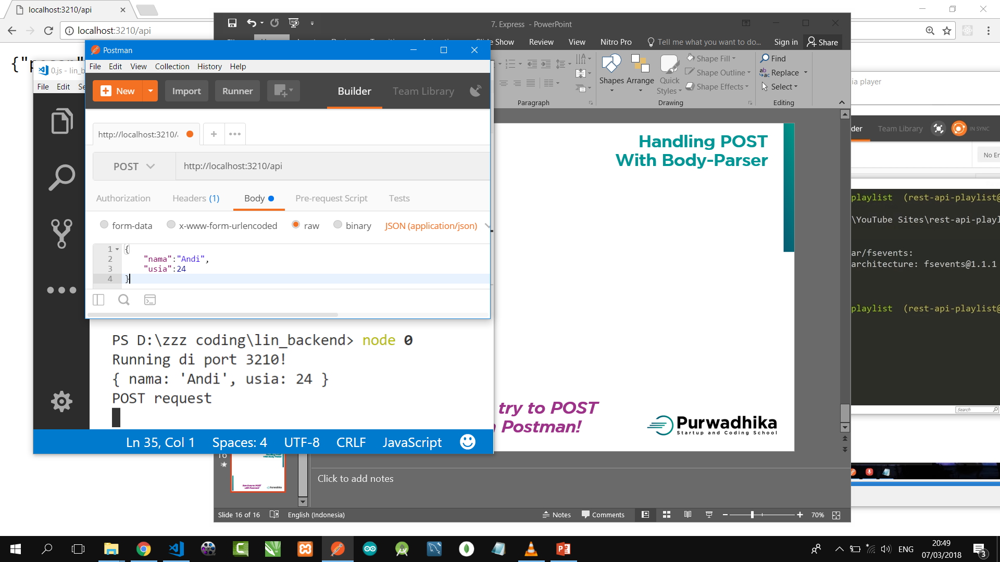 localhost:3210/api
localhost:3210/api
0.js - lin_b
File Edit Se
Postman
File Edit View Collection History Help
New Import Runner Builder Team Library
http://localhost:3210/
POST http://localhost:3210/api
Authorization Headers (1) Body Pre-request Script Tests
form-data x-www-form-urlencoded raw binary JSON (application/json)
1 {
2 "nama":"Andi",
3 "usia":24
4 }
PS D:\zzz coding\lin_backend> node 0
Running di port 3210!
{ nama: 'Andi', usia: 24 }
POST request
Ln 35, Col 1 Spaces: 4 UTF-8 CRLF JavaScript
7. Express - PowerPoint
Slide Show Review View Nitro Pro Tell me what you want to do... Sign in Share
Shapes Arrange Quick Styles
Shape Fill
Shape Outline
Shape Effects
Find
Replace
Select
Paragraph Drawing Editing
Handling POST
With Body-Parser
try to POST
Postman!
Purwadhika
Startup and Coding School
16
Handling POST
With Body-Parser
Purwadhika
Click to add notes
Slide 16 of 16 English (Indonesia) Notes Comments 70%
ia player
der Team Library IN SYNC
No En
playlist (rest-api-playlist@
\YouTube Sites\rest-api-playl
ar/fsevents:
architecture: fsevents@1.1.1
playlist (rest-api-playlist@
Search
ENG
20:49
07/03/2018
3